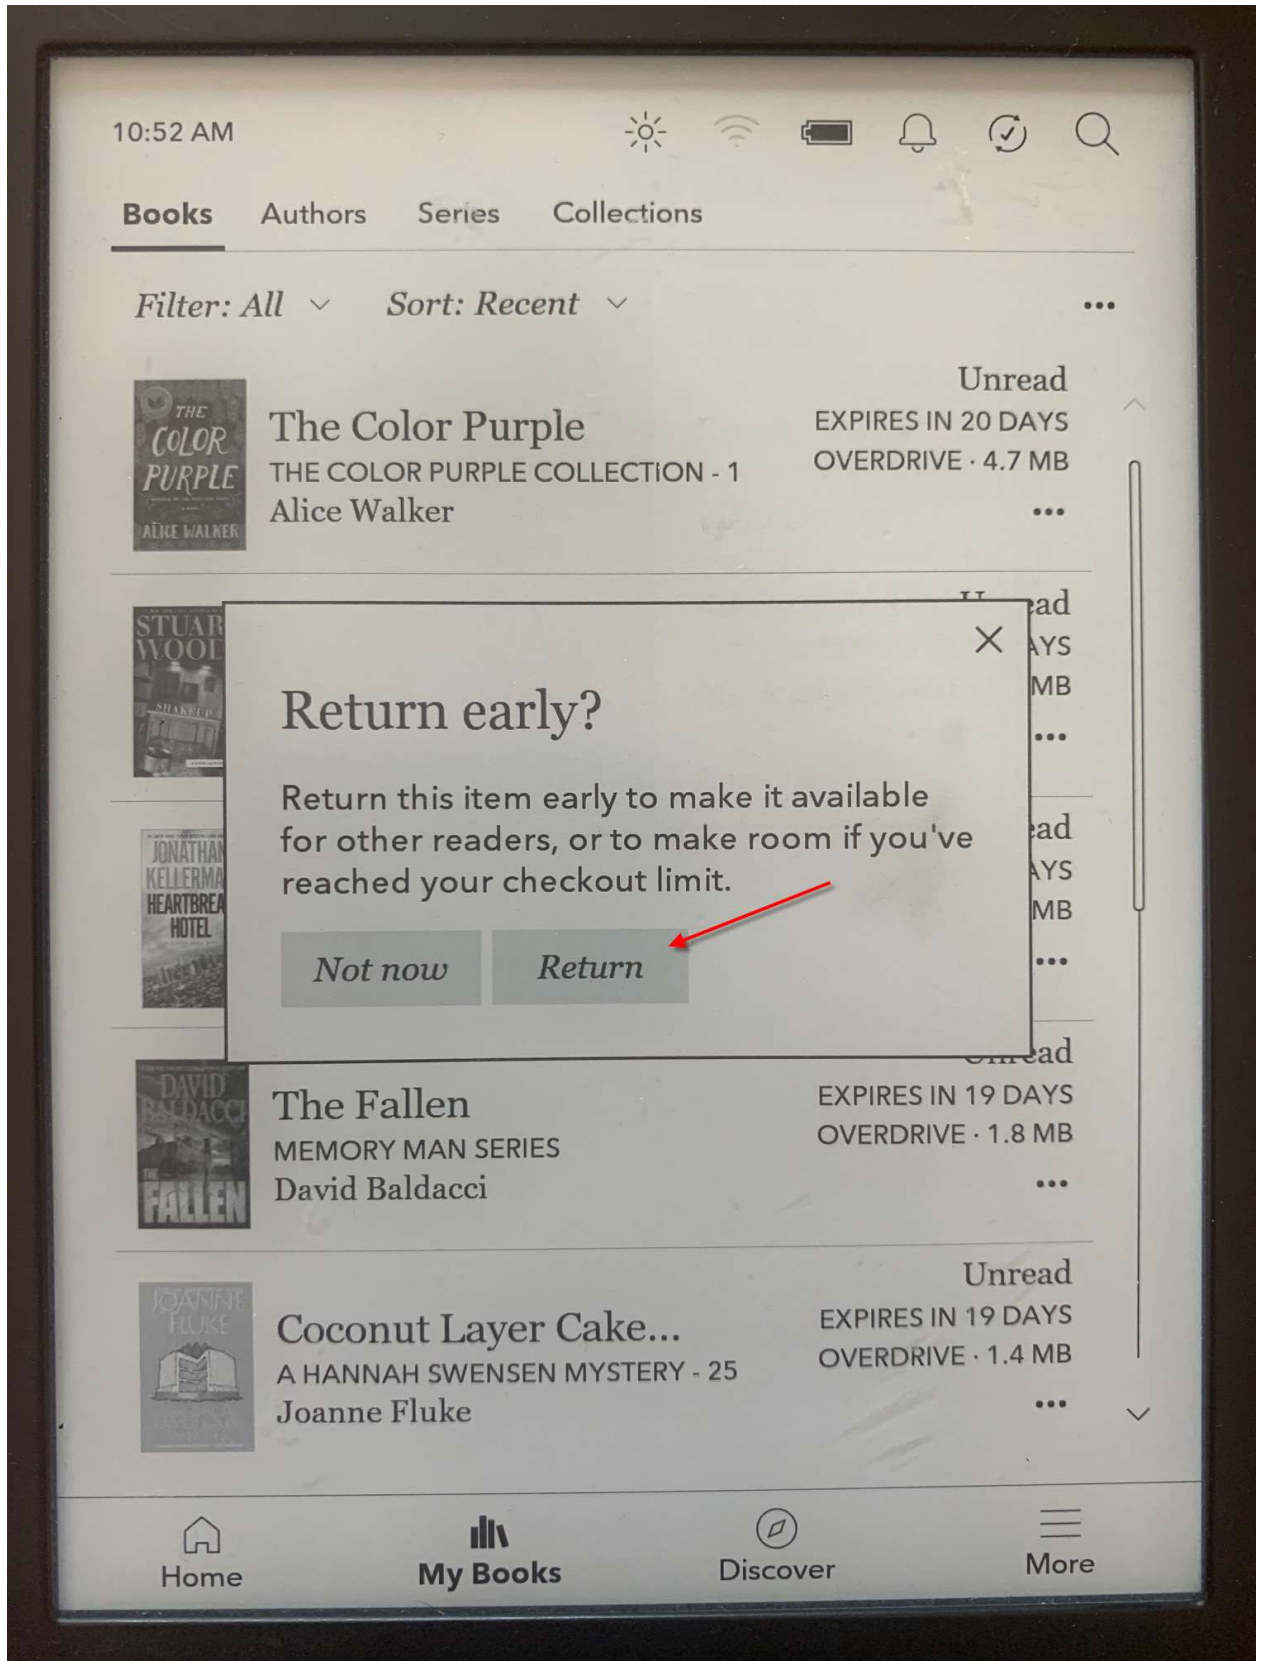 10:52 AM
Books Authors Series Collections
Filter: All Sort: Recent
Unread
THE
COLOR
PURPLE
ALICE WALKER
The Color Purple
EXPIRES IN 20 DAYS
THE COLOR PURPLE COLLECTION - 1
OVERDRIVE · 4.7 MB
Alice Walker
STUAR
WOOD
SHAKEUP
MB
Return early?
Return this item early to make it available
for other readers, or to make room if you've
reached your checkout limit.
Not now Return
JONATHAN
KELLERMA
HEARTBREA
HOTEL
MB
DAVID
BALDACCI
THE
FALLEN
The Fallen
EXPIRES IN 19 DAYS
MEMORY MAN SERIES
OVERDRIVE · 1.8 MB
David Baldacci
JOANNE
FLUKE
Unread
Coconut Layer Cake...
EXPIRES IN 19 DAYS
A HANNAH SWENSEN MYSTERY - 25
OVERDRIVE · 1.4 MB
Joanne Fluke
Home My Books Discover More